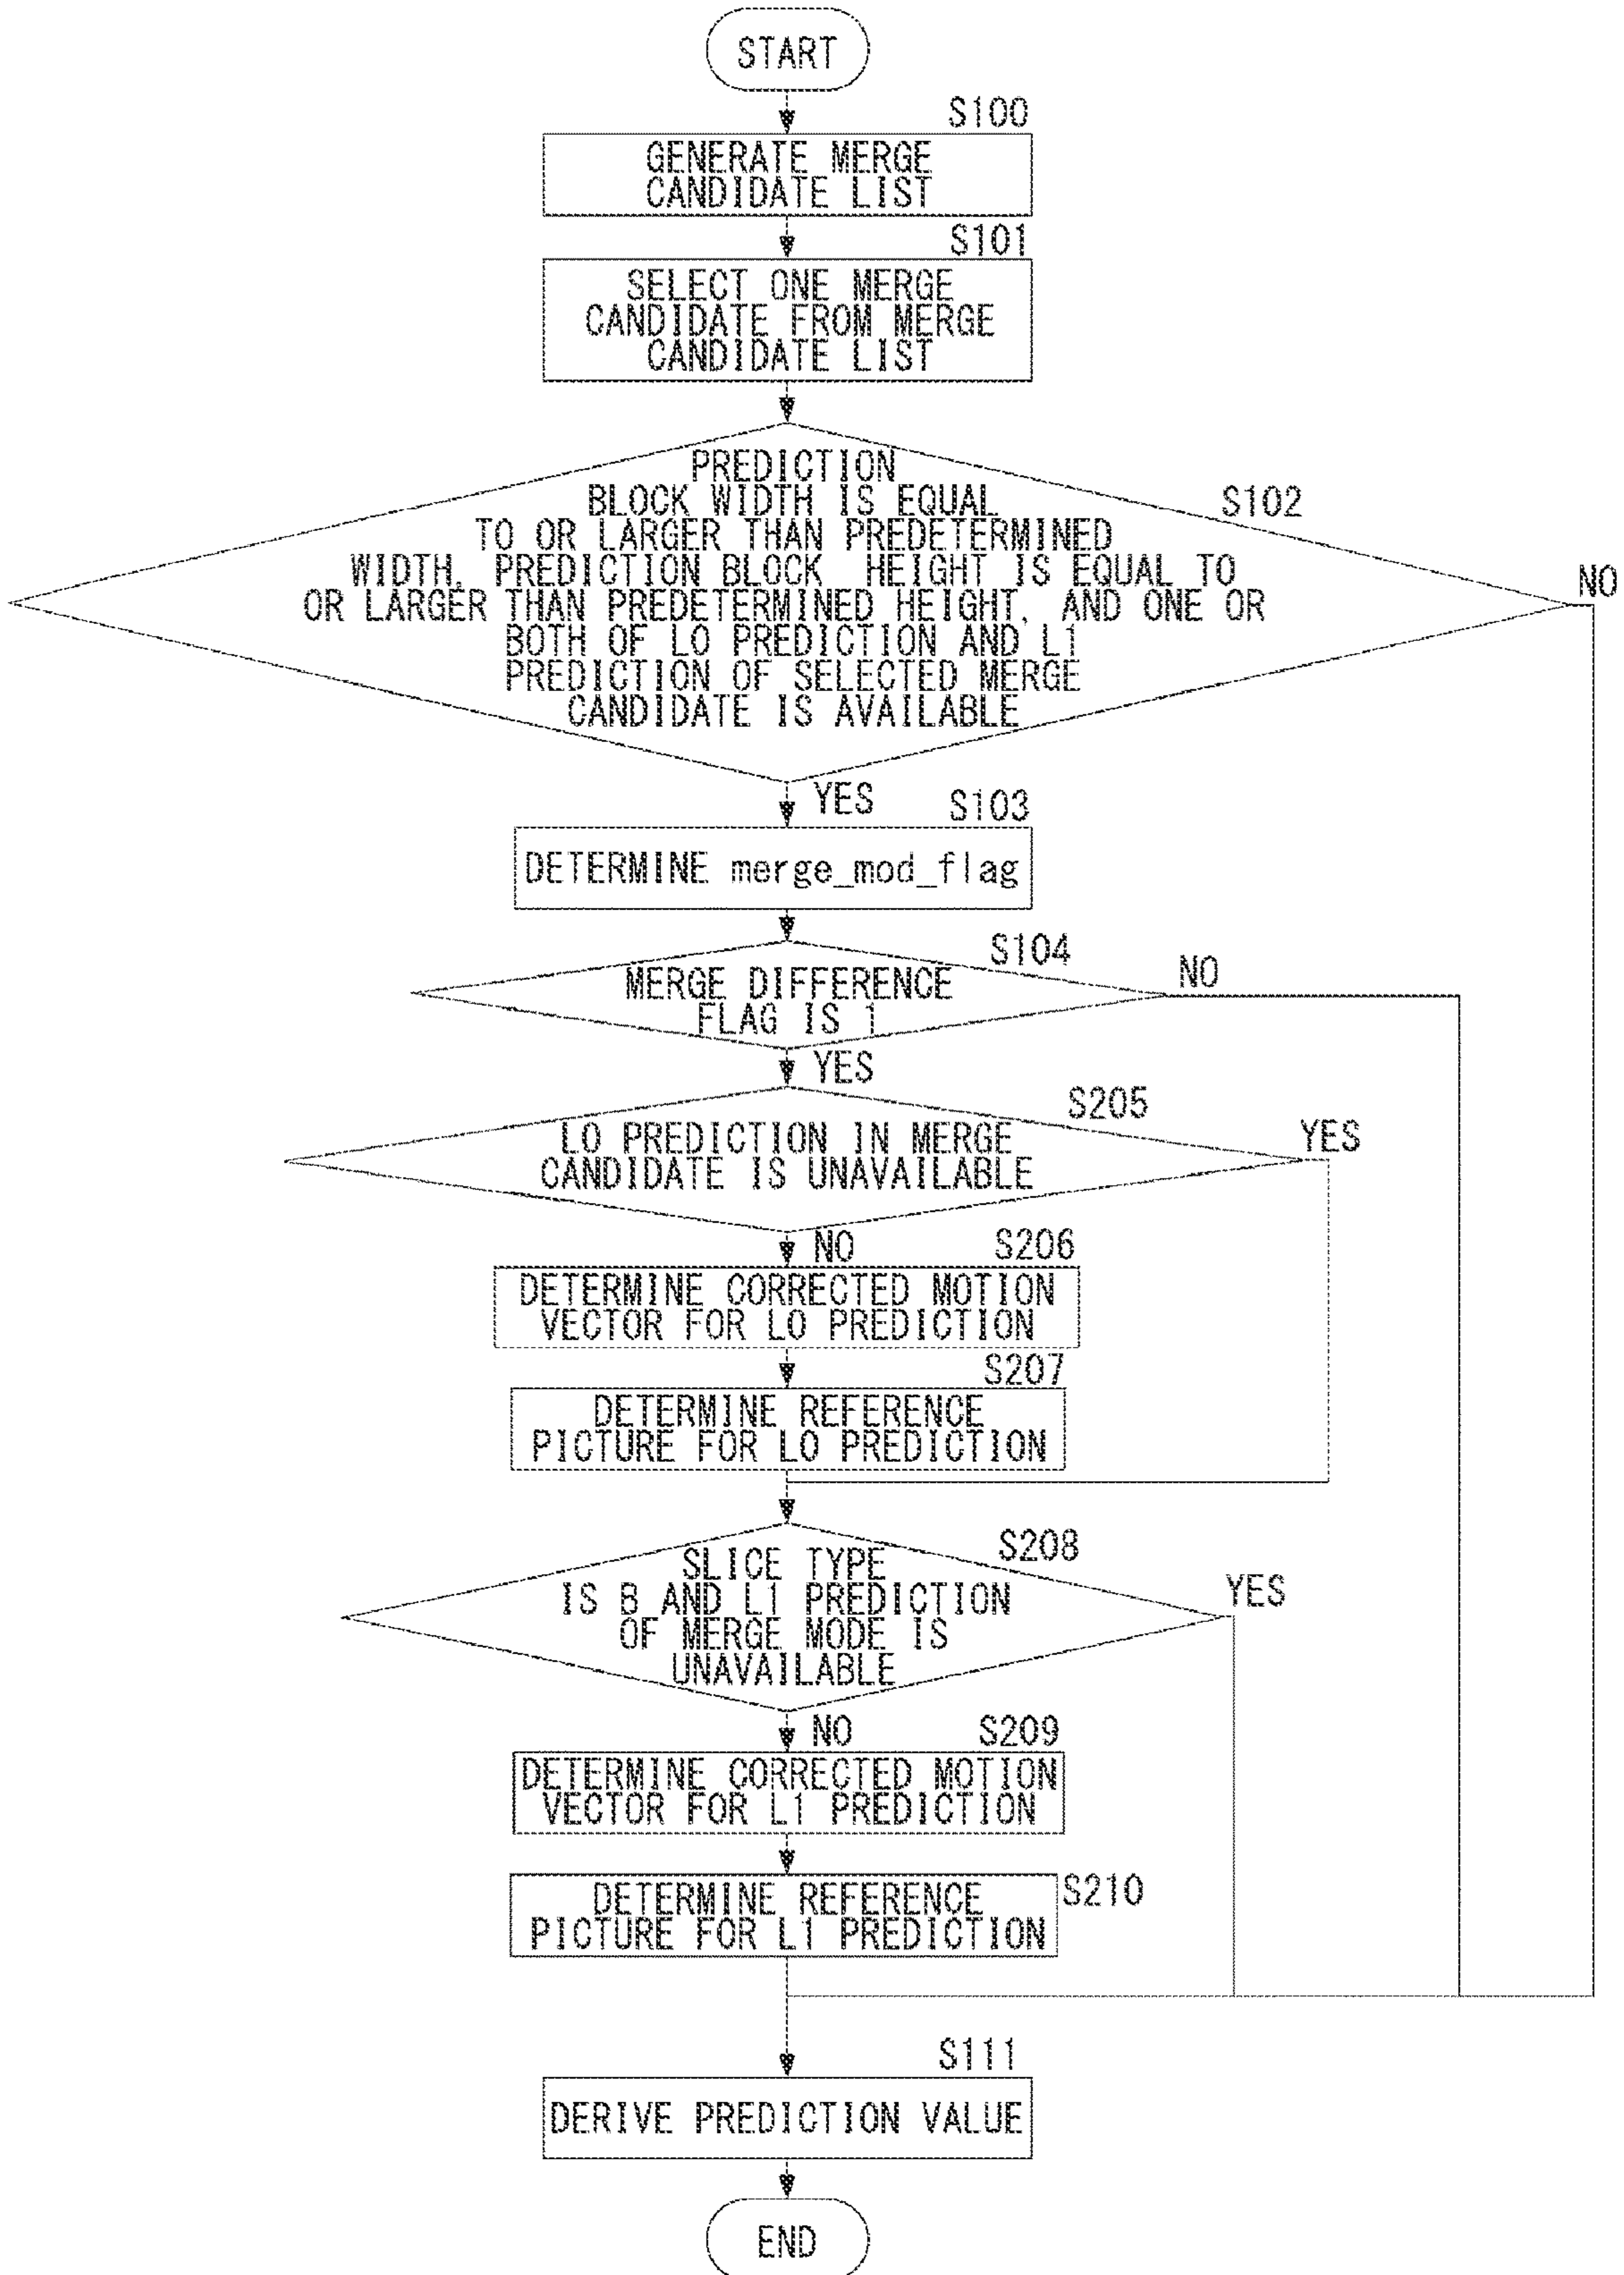 START
S100
GENERATE MERGE
CANDIDATE LIST
S101
SELECT ONE MERGE
CANDIDATE FROM MERGE
CANDIDATE LIST
S102
PREDICTION
BLOCK WIDTH IS EQUAL
TO OR LARGER THAN PREDETERMINED
WIDTH, PREDICTION BLOCK HEIGHT IS EQUAL TO
OR LARGER THAN PREDETERMINED HEIGHT, AND ONE OR
BOTH OF L0 PREDICTION AND L1
PREDICTION OF SELECTED MERGE
CANDIDATE IS AVAILABLE
NO
YES
S103
DETERMINE merge_mod_flag
S104
MERGE DIFFERENCE
FLAG IS 1
NO
YES
S205
L0 PREDICTION IN MERGE
CANDIDATE IS UNAVAILABLE
YES
NO
S206
DETERMINE CORRECTED MOTION
VECTOR FOR L0 PREDICTION
S207
DETERMINE REFERENCE
PICTURE FOR L0 PREDICTION
S208
SLICE TYPE
IS B AND L1 PREDICTION
OF MERGE MODE IS
UNAVAILABLE
YES
NO
S209
DETERMINE CORRECTED MOTION
VECTOR FOR L1 PREDICTION
S210
DETERMINE REFERENCE
PICTURE FOR L1 PREDICTION
S111
DERIVE PREDICTION VALUE
END